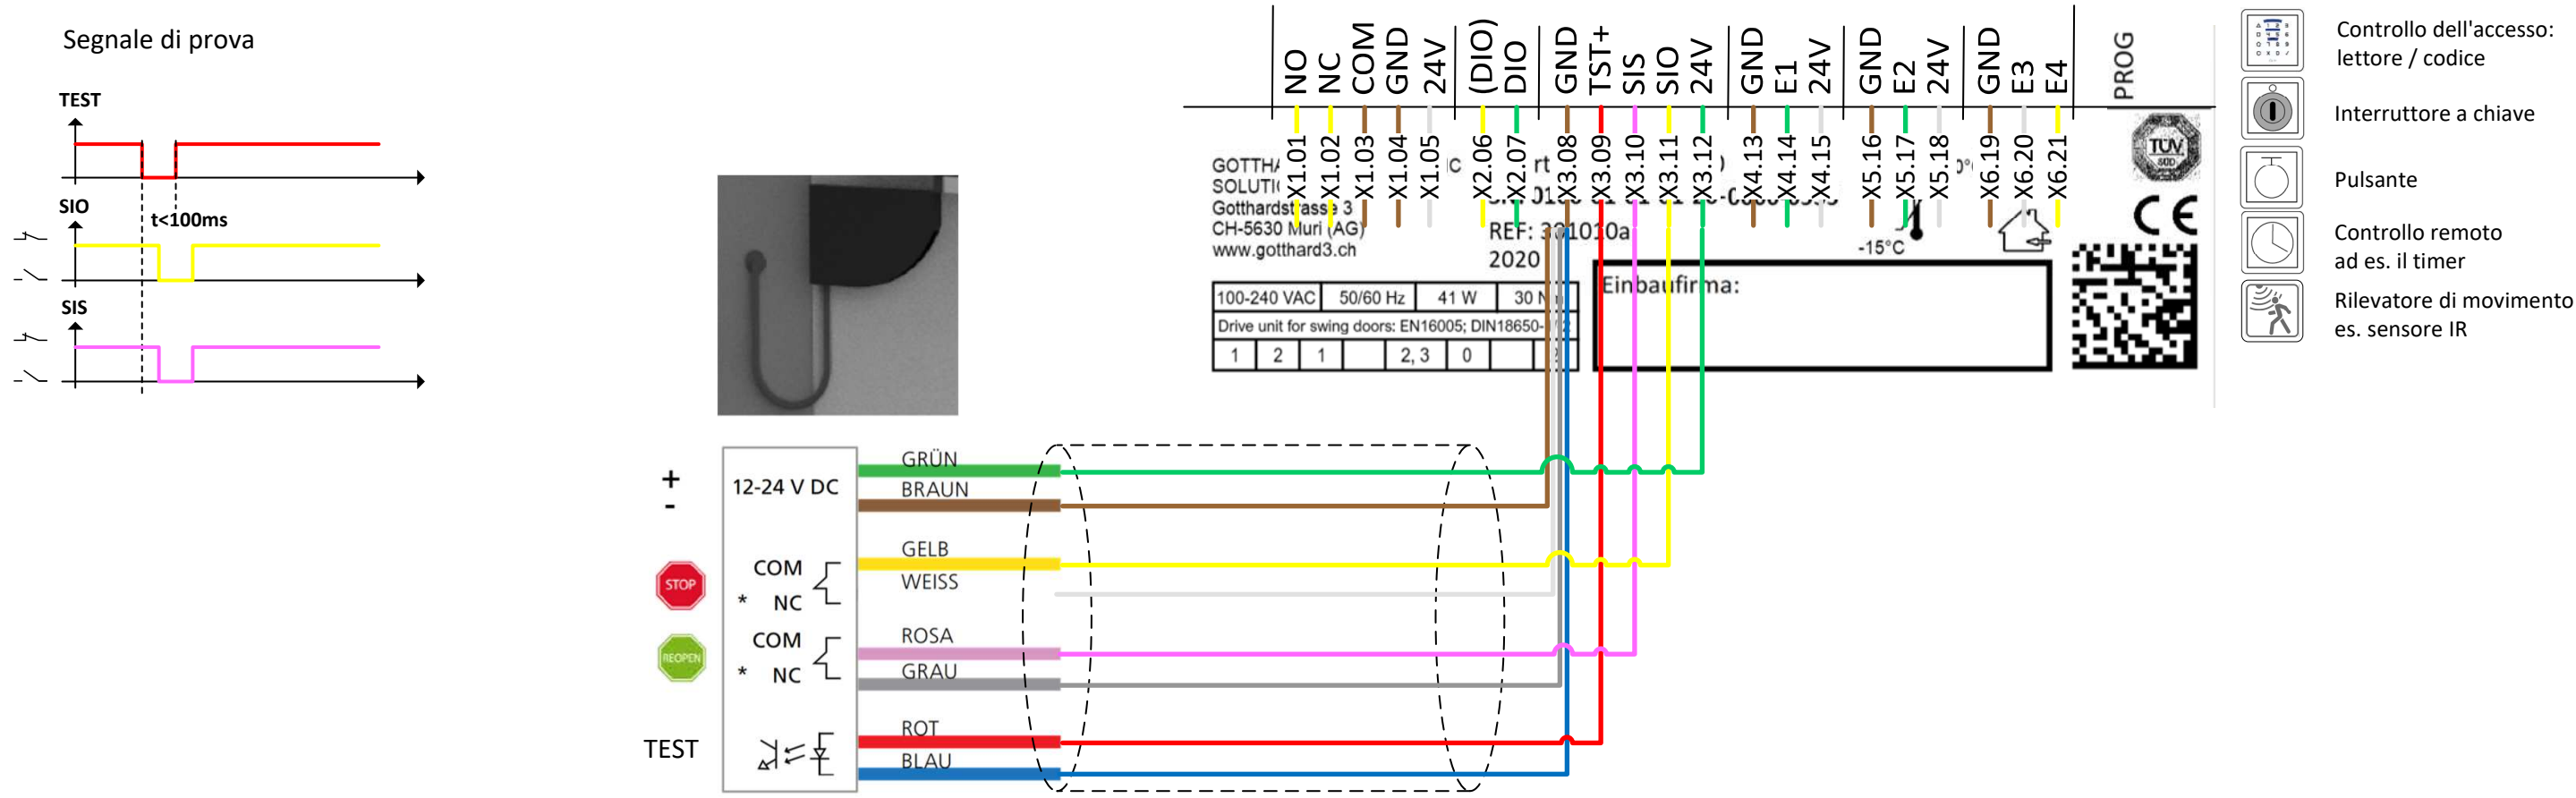 Segnale di prova
TEST
SIO
t<100ms
SIS
NO
NC
COM
GND
24V
(DIO)
DIO
GND
TST+
SIS
SIO
24V
GND
E1
24V
GND
E2
24V
GND
E3
E4
PROG
X1.01
X1.02
X1.03
X1.04
X1.05
X2.06
X2.07
X3.08
X3.09
X3.10
X3.11
X3.12
X4.13
X4.14
X4.15
X5.16
X5.17
X5.18
X6.19
X6.20
X6.21
Gotthardstrasse 3
CH-5630 Muri (AG)
www.gotthard3.ch
REF:
2020
-15°C
TÜV
SÜD
CE
100-240 VAC
50/60 Hz
41 W
30
Drive unit for swing doors: EN16005; DIN18650-
1
2
1
2, 3
0
Einbaufirma:
Controllo dell'accesso:
lettore / codice
Interruttore a chiave
Pulsante
Controllo remoto
ad es. il timer
Rilevatore di movimento
es. sensore IR
+
-
12-24 V DC
GRÜN
BRAUN
STOP
COM
* NC
GELB
WEISS
REOPEN
COM
* NC
ROSA
GRAU
TEST
ROT
BLAU